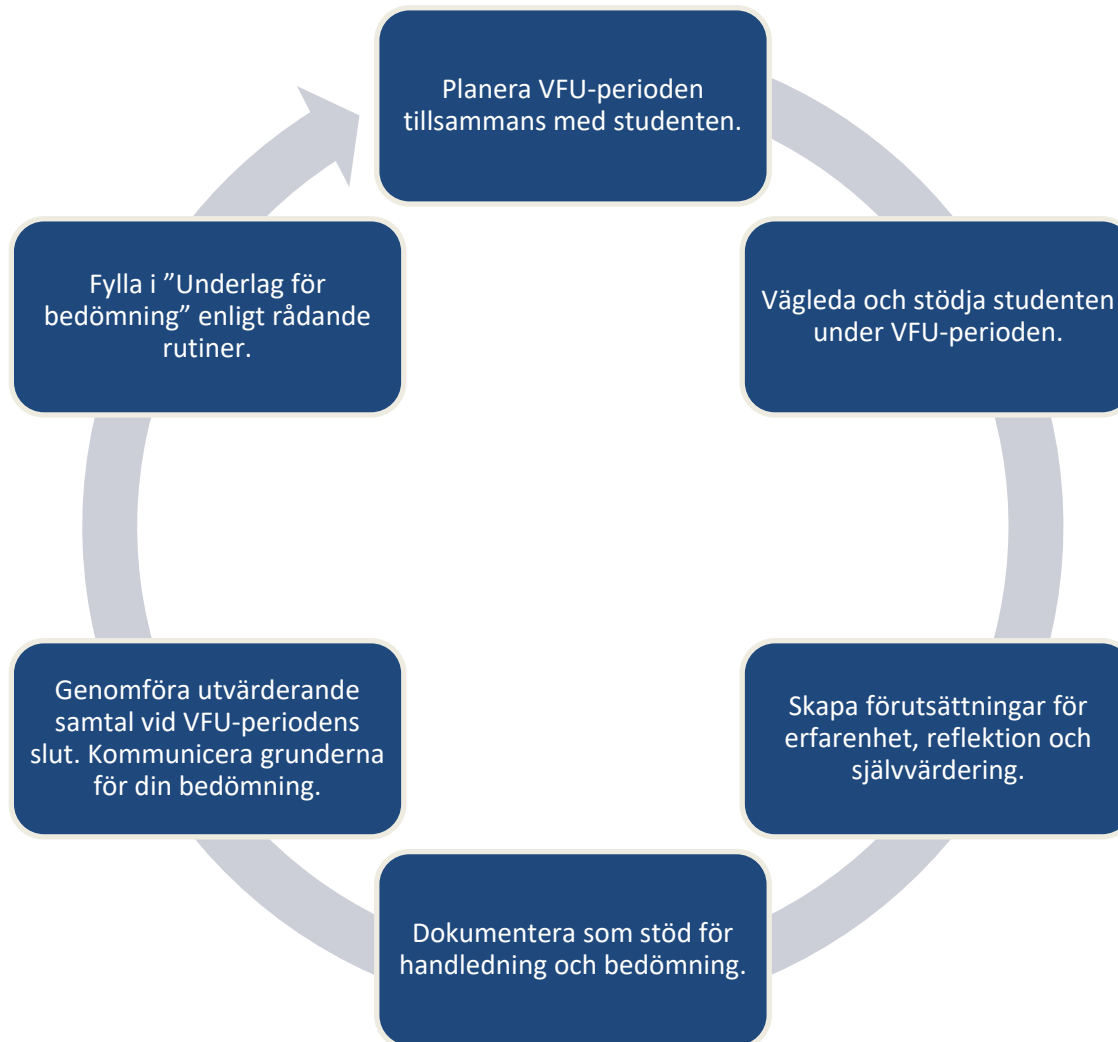 Planera VFU-perioden
tillsammans med studenten.
Vägleda och stödja studenten
under VFU-perioden.
Skapa förutsättningar för
erfarenhet, reflektion och
självvärdering.
Dokumentera som stöd för
handledning och bedömning.
Genomföra utvärderande
samtal vid VFU-periodens
slut. Kommunicera grunderna
för din bedömning.
Fylla i ”Underlag för
bedömning” enligt rådande
rutiner.